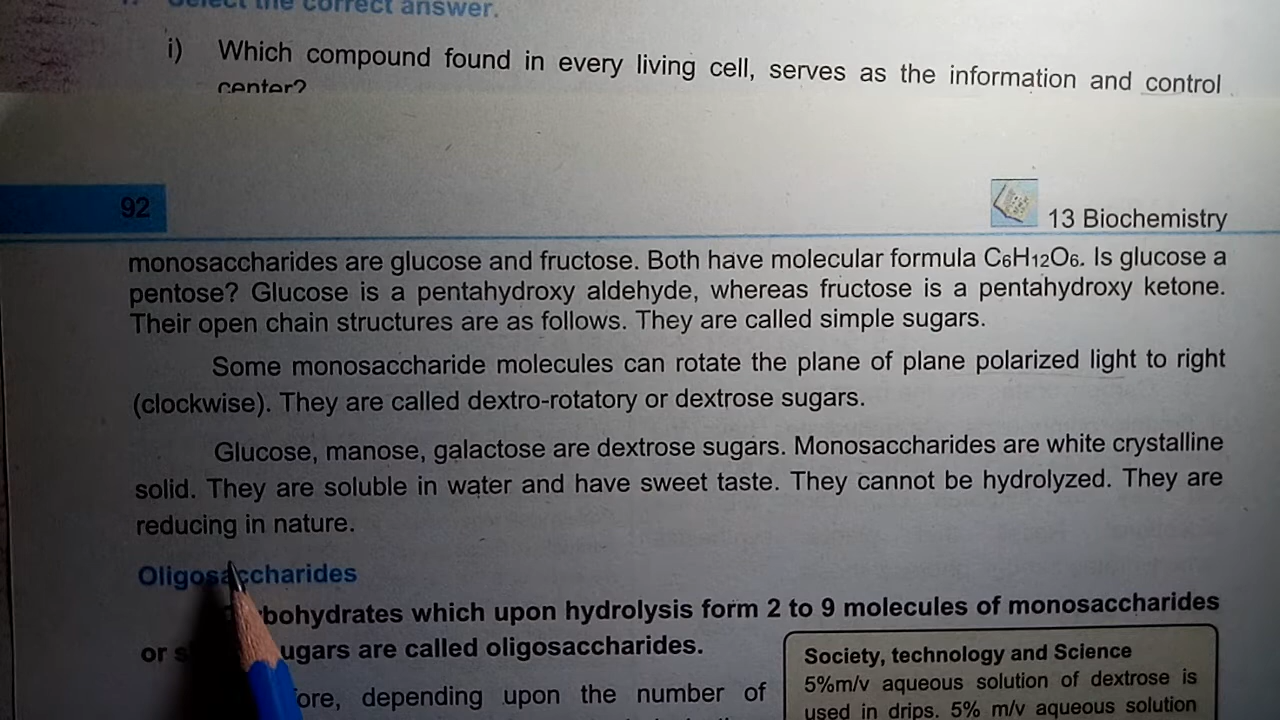 Select the correct answer.
i) Which compound found in every living cell, serves as the information and control
center?
92
13 Biochemistry
monosaccharides are glucose and fructose. Both have molecular formula C₆H₁₂O₆. Is glucose a
pentose? Glucose is a pentahydroxy aldehyde, whereas fructose is a pentahydroxy ketone.
Their open chain structures are as follows. They are called simple sugars.
Some monosaccharide molecules can rotate the plane of plane polarized light to right
(clockwise). They are called dextro-rotatory or dextrose sugars.
Glucose, manose, galactose are dextrose sugars. Monosaccharides are white crystalline
solid. They are soluble in water and have sweet taste. They cannot be hydrolyzed. They are
reducing in nature.
Oligosaccharides
bohydrates which upon hydrolysis form 2 to 9 molecules of monosaccharides
or ugars are called oligosaccharides.
ore, depending upon the number of
Society, technology and Science
5%m/v aqueous solution of dextrose is
used in drips. 5% m/v aqueous solution